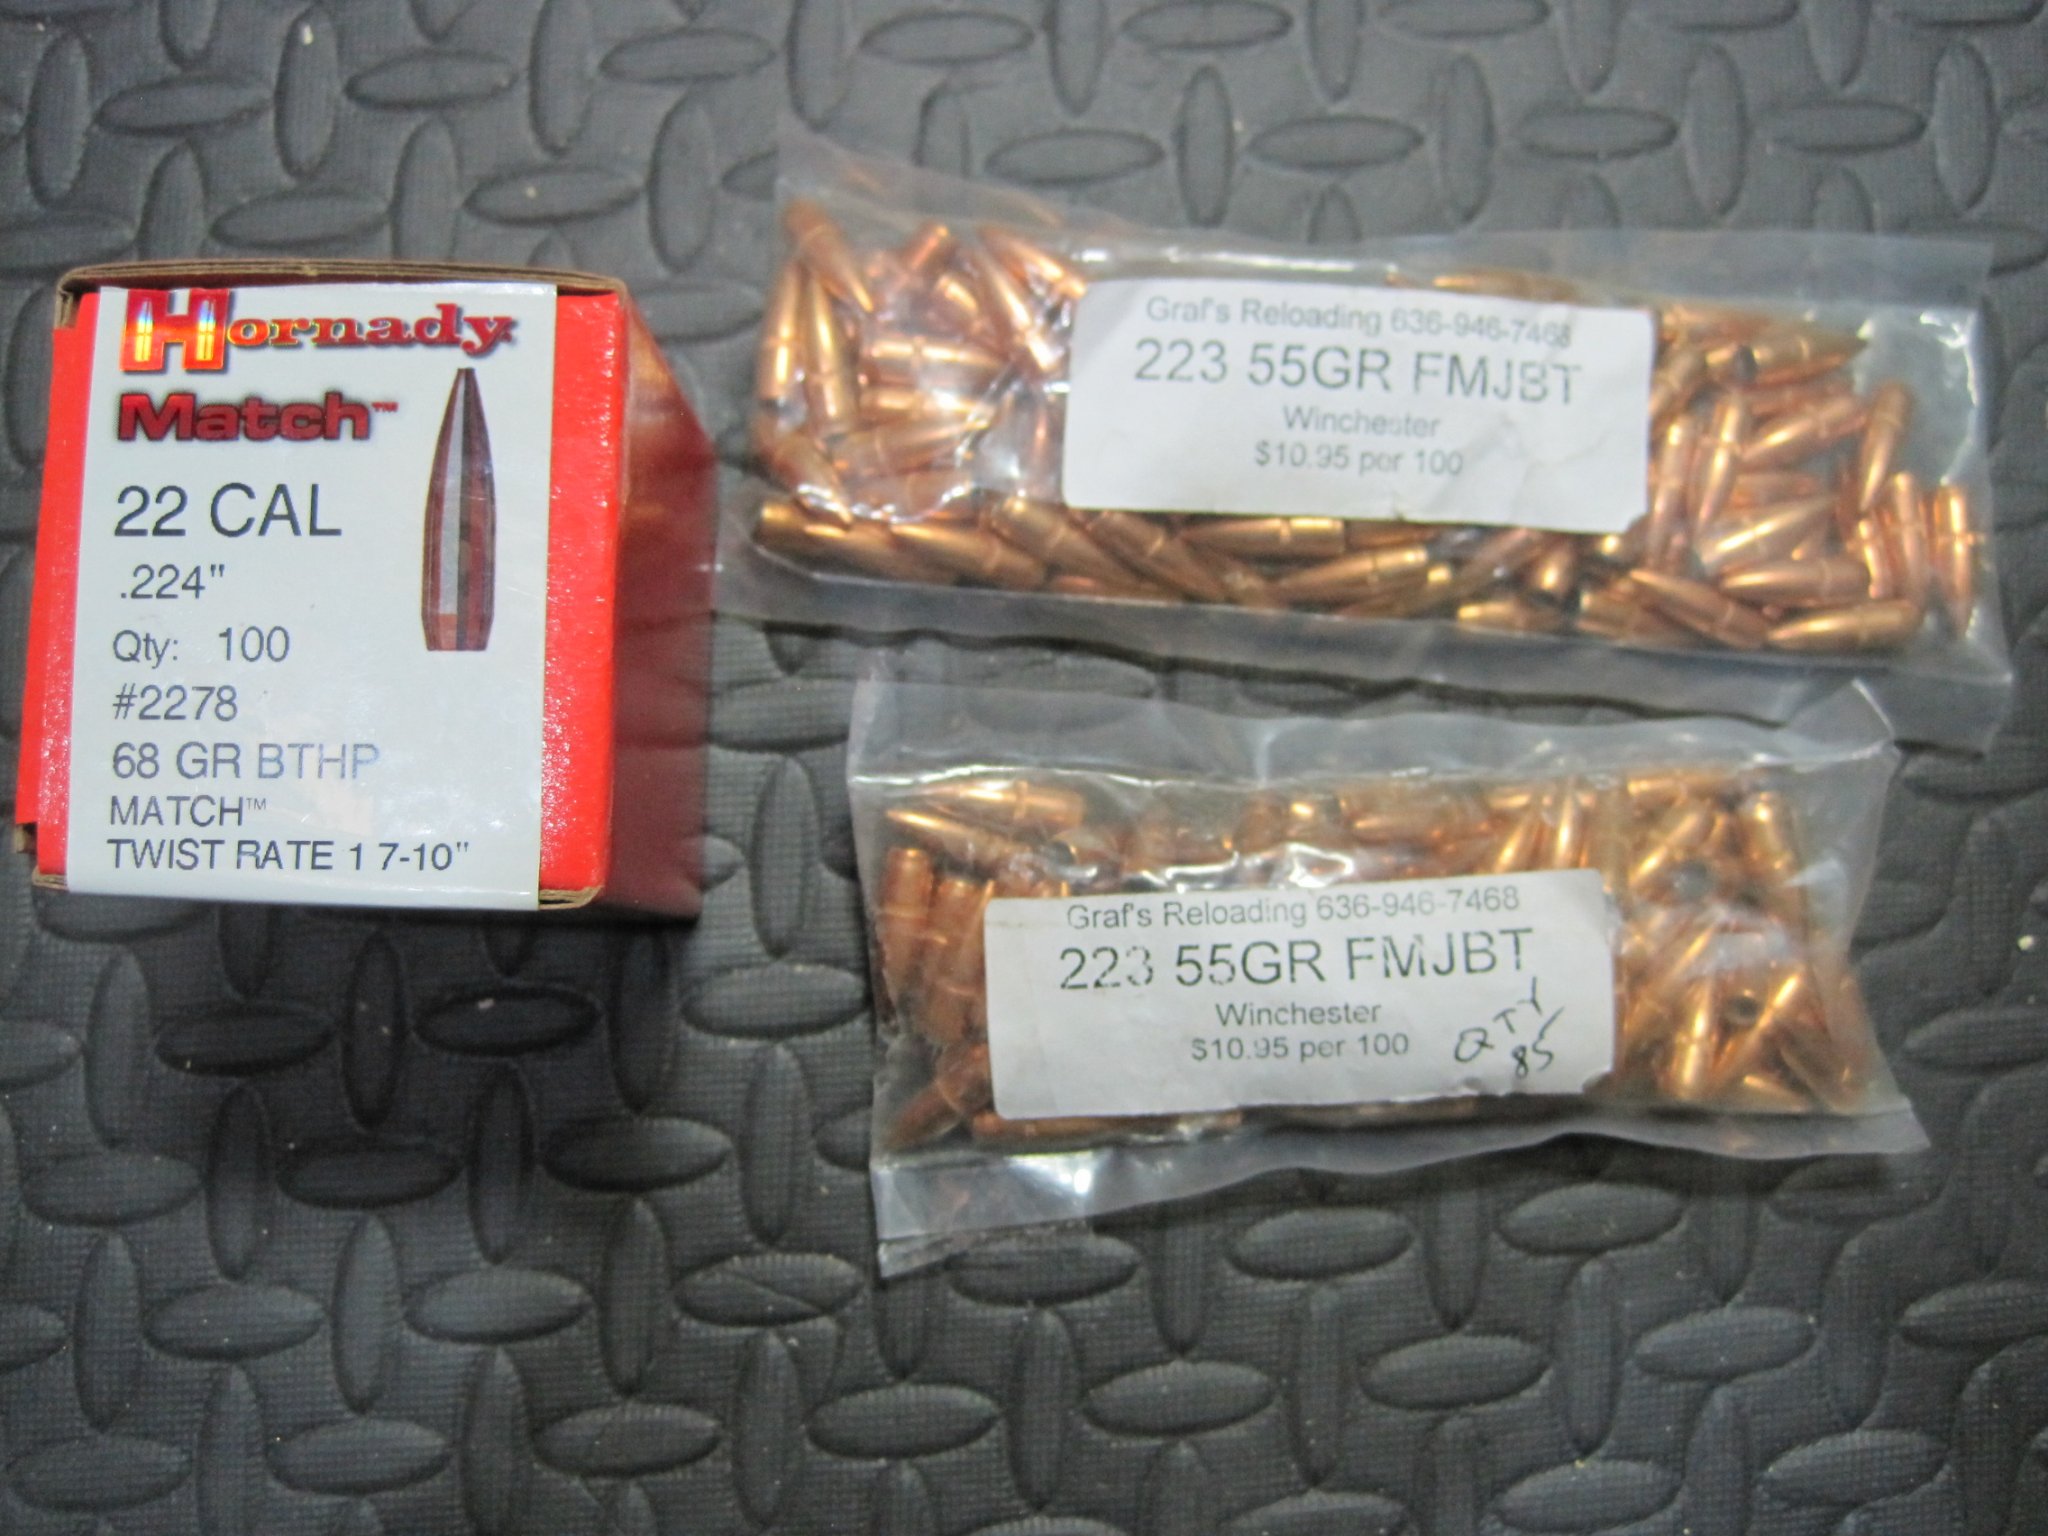 Hornady
Match™
22 CAL
.224"
Qty: 100
#2278
68 GR BTHP
MATCH™
TWIST RATE 1 7-10"
Graf's Reloading 636-946-7468
223 55GR FMJBT
Winchester
$10.95 per 100
Graf's Reloading 636-946-7468
223 55GR FMJBT
Winchester
$10.95 per 100
QTY
85